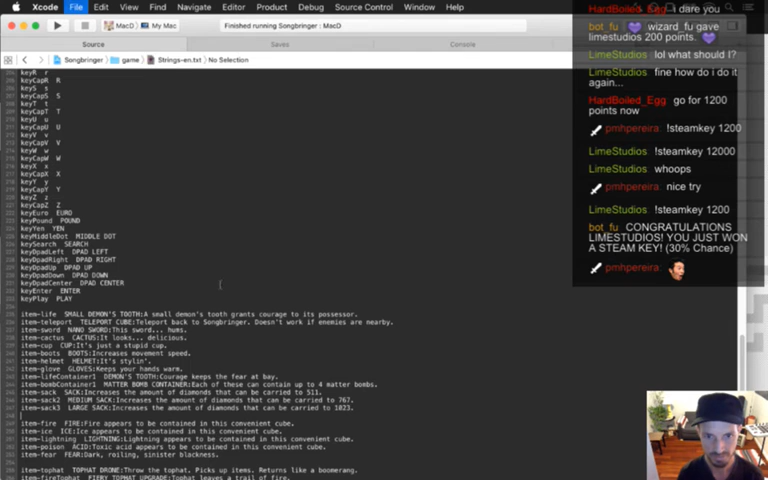 Xcode File Edit View Find Navigate Editor Product Debug Source Control Window Help
MacD My Mac
Finished running Songbringer | MacD
Source Saves Console
Songbringer game Strings-en.txt No Selection
keyR r
keyCapR R
keyS s
keyCapS S
keyT t
keyCapT T
keyU u
keyCapU U
keyV v
keyCapV V
keyW w
keyCapW W
keyX x
keyCapX X
keyY y
keyCapY Y
keyZ z
keyCapZ Z
keyEuro EURO
keyPound POUND
keyYen YEN
keyMiddleDot MIDDLE DOT
keySearch SEARCH
keyDpadLeft DPAD LEFT
keyDpadRight DPAD RIGHT
keyDpadUp DPAD UP
keyDpadDown DPAD DOWN
keyDpadCenter DPAD CENTER
keyEnter ENTER
keyPlay PLAY
item-life SMALL DEMON'S TOOTH:A small demon's tooth grants courage to its possessor.
item-teleport TELEPORT CUBE:Teleport back to Songbringer. Doesn't work if enemies are nearby.
item-sword NANO SWORD:This sword... hums.
item-cactus CACTUS:It looks... delicious.
item-cup CUP:It's just a stupid cup.
item-boots BOOTS:Increases movement speed.
item-helmet HELMET:It's stylin'.
item-glove GLOVES:Keeps your hands warm.
item-lifeContainer1 DEMON'S TOOTH:Courage keeps the fear at bay.
item-bombContainer1 MATTER BOMB CONTAINER:Each of these can contain up to 4 matter bombs.
item-sack SACK:Increases the amount of diamonds that can be carried to 511.
item-sack2 MEDIUM SACK:Increases the amount of diamonds that can be carried to 767.
item-sack3 LARGE SACK:Increases the amount of diamonds that can be carried to 1023.
item-fire FIRE:Fire appears to be contained in this convenient cube.
item-ice ICE:Ice appears to be contained in this convenient cube.
item-lightning LIGHTNING:Lightning appears to be contained in this convenient cube.
item-poison ACID:Toxic acid appears to be contained in this convenient cube.
item-fear FEAR:Dark, roiling, sinister blackness.
item-tophat TOPHAT DRONE:Throw the tophat. Picks up items. Returns like a boomerang.
item-fireTophat FIERY TOPHAT UPGRADE:Tophat leaves a trail of fire.
HardBoiled_Egg i dare you
bot_fu wizard_fu gave
limestudios 200 points.
LimeStudios lol what should I?
LimeStudios fine how do i do it
again...
HardBoiled_Egg go for 1200
points now
pmhpereira: !steamkey 1200
LimeStudios !steamkey 12000
LimeStudios whoops
pmhpereira: nice try
LimeStudios !steamkey 1200
bot_fu CONGRATULATIONS
LIMESTUDIOS! YOU JUST WON
A STEAM KEY! (30% Chance)
pmhpereira: